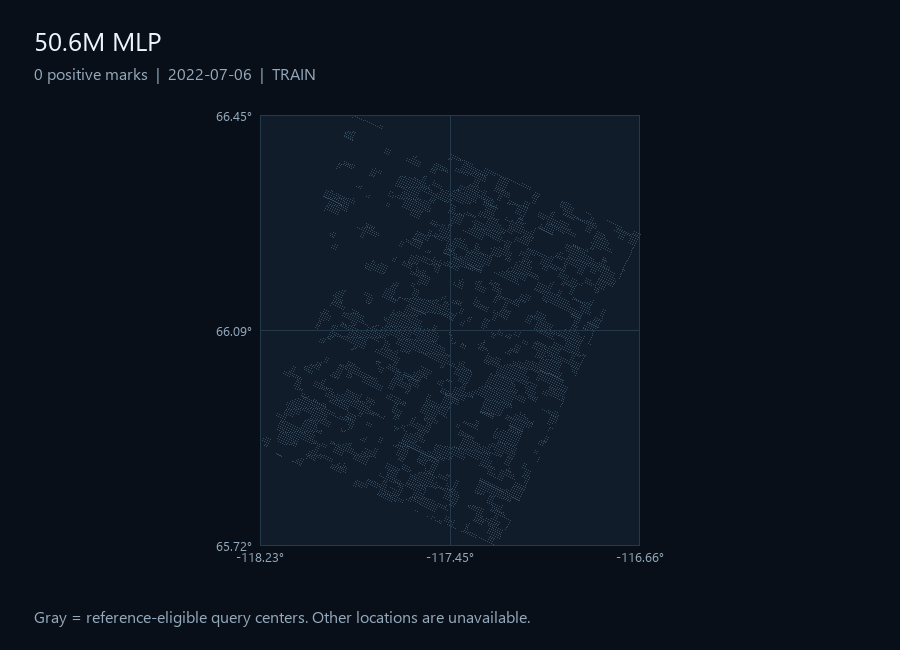 50.6M MLP
0 positive marks | 2022-07-06 | TRAIN
66.45°
66.09°
65.72°
-118.23° -117.45° -116.66°
Gray = reference-eligible query centers. Other locations are unavailable.